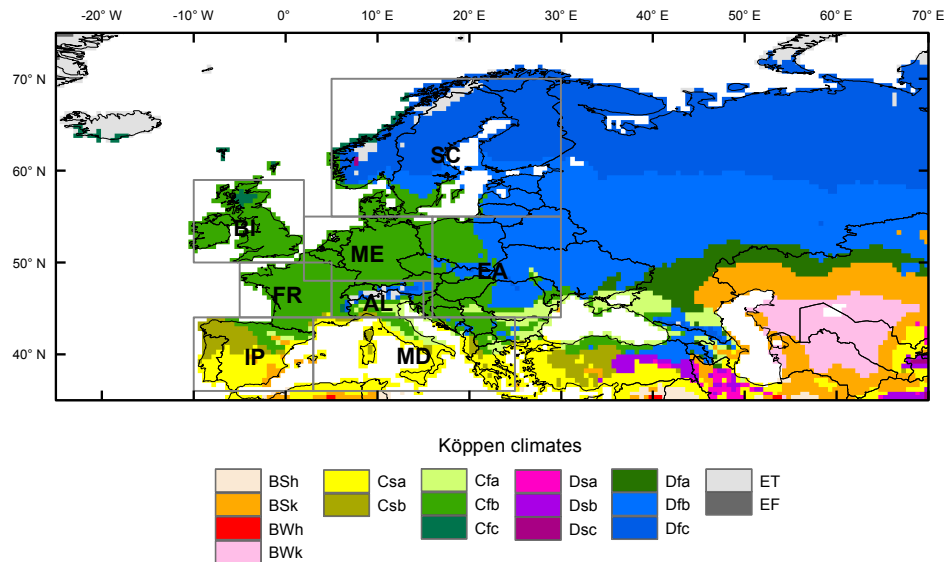 -20° W -10° W 0° 10° E 20° E 30° E 40° E 50° E 60° E 70° E
70° N
SC
60° N
BI
ME
50° N
EA
FR
AL
IP
MD
40° N
Köppen climates
BSh Csa Cfa Dsa Dfa ET
BSk Csb Cfb Dsb Dfb EF
BWh Cfc Dsc Dfc
BWk